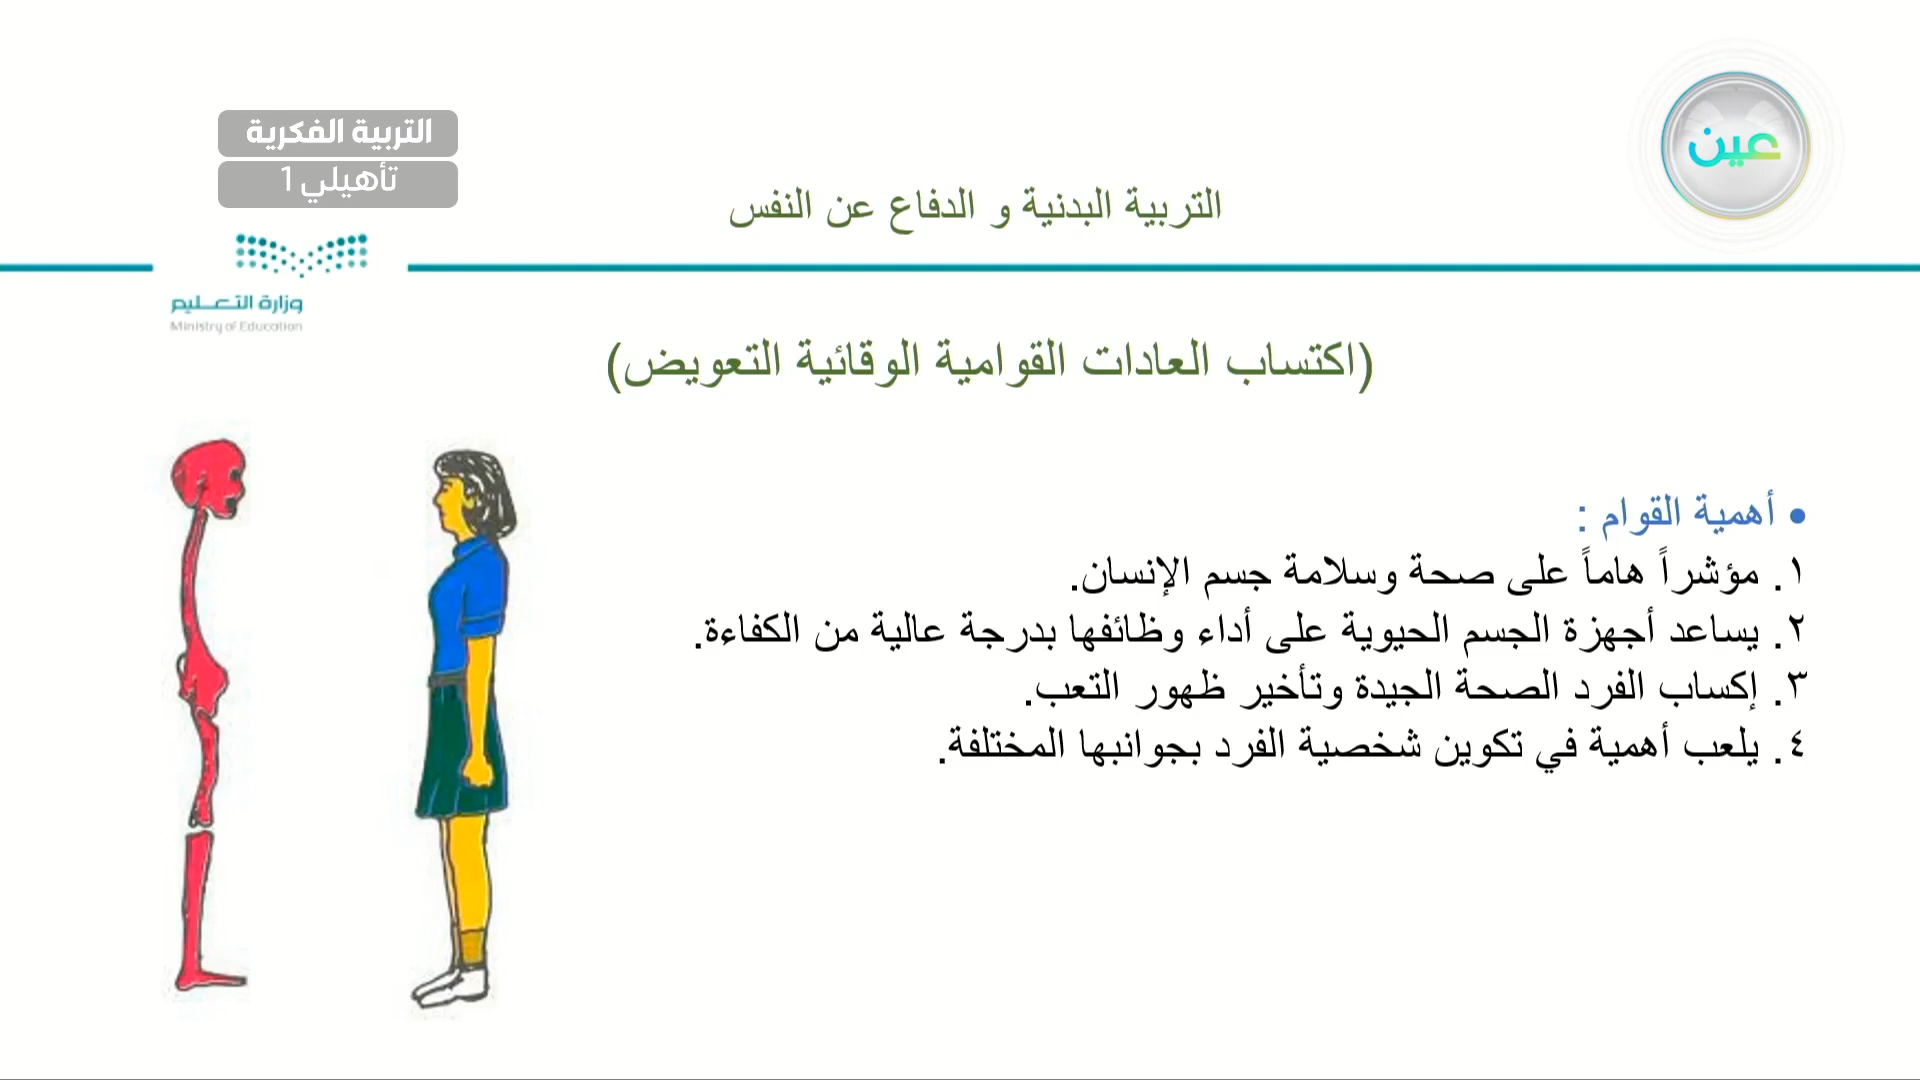 عين
التربية الفكرية
تأهيلي 1
التربية البدنية و الدفاع عن النفس
وزارة التعليم
Ministry of Education
(اكتساب العادات القوامية الوقائية التعويض)
• أهمية القوام :
١. مؤشراً هاماً على صحة وسلامة جسم الإنسان.
٢. يساعد أجهزة الجسم الحيوية على أداء وظائفها بدرجة عالية من الكفاءة.
٣. إكساب الفرد الصحة الجيدة وتأخير ظهور التعب.
٤. يلعب أهمية في تكوين شخصية الفرد بجوانبها المختلفة.